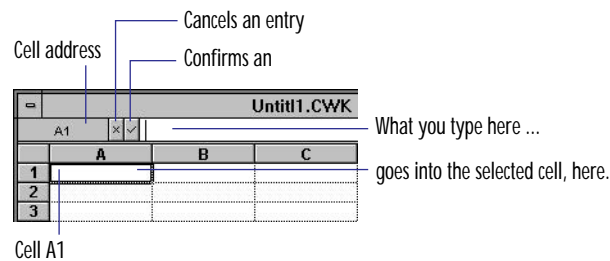 Cancels an entry
Cell address
Confirms an
Untitl1.CWK
A1
What you type here ...
A B C
1
goes into the selected cell, here.
2
3
Cell A1